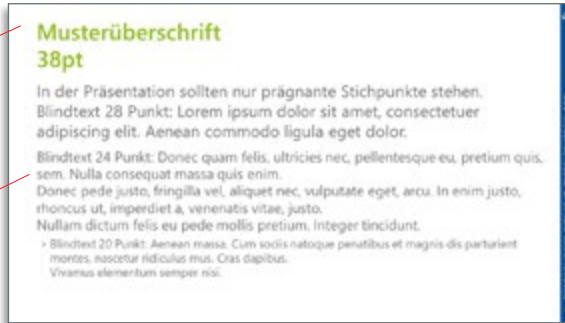 Musterüberschrift
38pt
In der Präsentation sollten nur prägnante Stichpunkte stehen.
Blindtext 28 Punkt: Lorem ipsum dolor sit amet, consectetuer
adipiscing elit. Aenean commodo ligula eget dolor.
Blindtext 24 Punkt: Donec quam felis, ultricies nec, pellentesque eu, pretium quis,
sem. Nulla consequat massa quis enim.
Donec pede justo, fringilla vel, aliquet nec, vulputate eget, arcu. In enim justo,
rhoncus ut, imperdiet a, venenatis vitae, justo.
Nullam dictum felis eu pede mollis pretium. Integer tincidunt.
> Blindtext 20 Punkt: Aenean massa. Cum sociis natoque penatibus et magnis dis parturient
montes, nascetur ridiculus mus. Cras dapibus.
Vivamus elementum semper nisi.